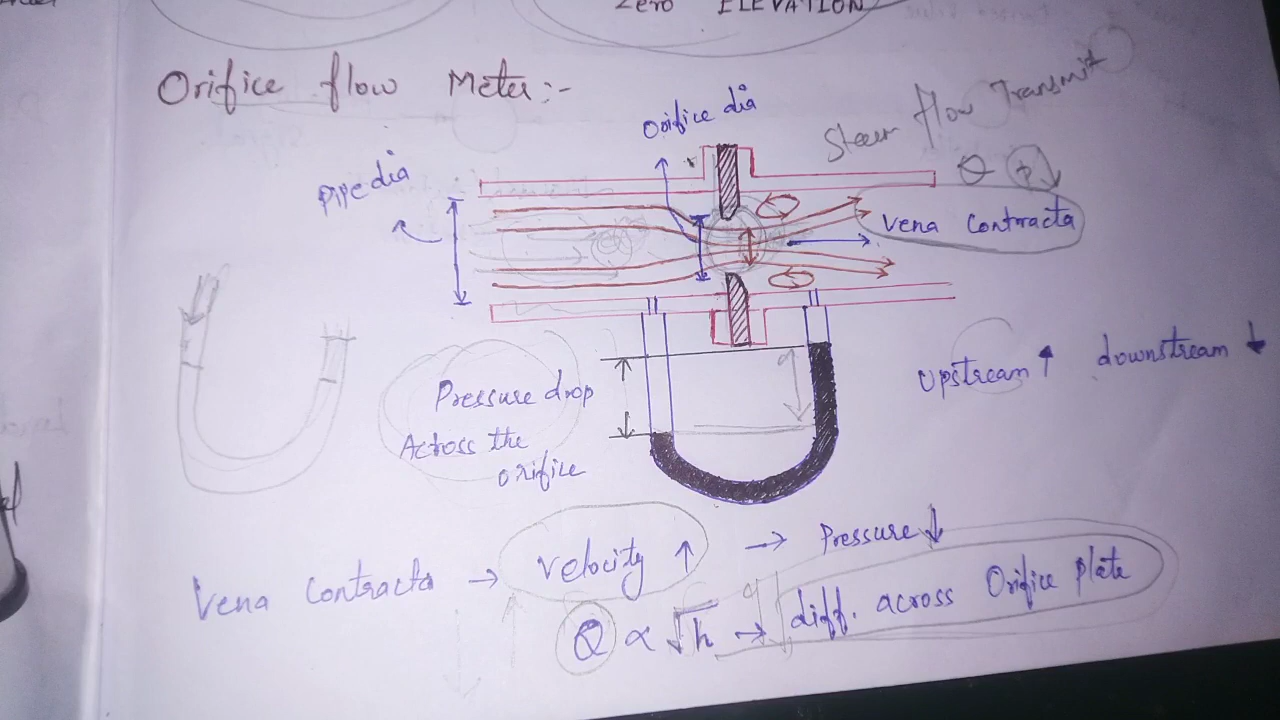 Zero ELEVATION
Orifice flow Meter:-
Orifice dia
Steam flow Transmit
Pipe dia
Q P↓
Vena Contracta
Upstream ↑ downstream ↓
Pressure drop
Across the
orifice
Vena Contracta → Velocity ↑ → Pressure ↓
Q ∝ √h → diff. across Orifice plate